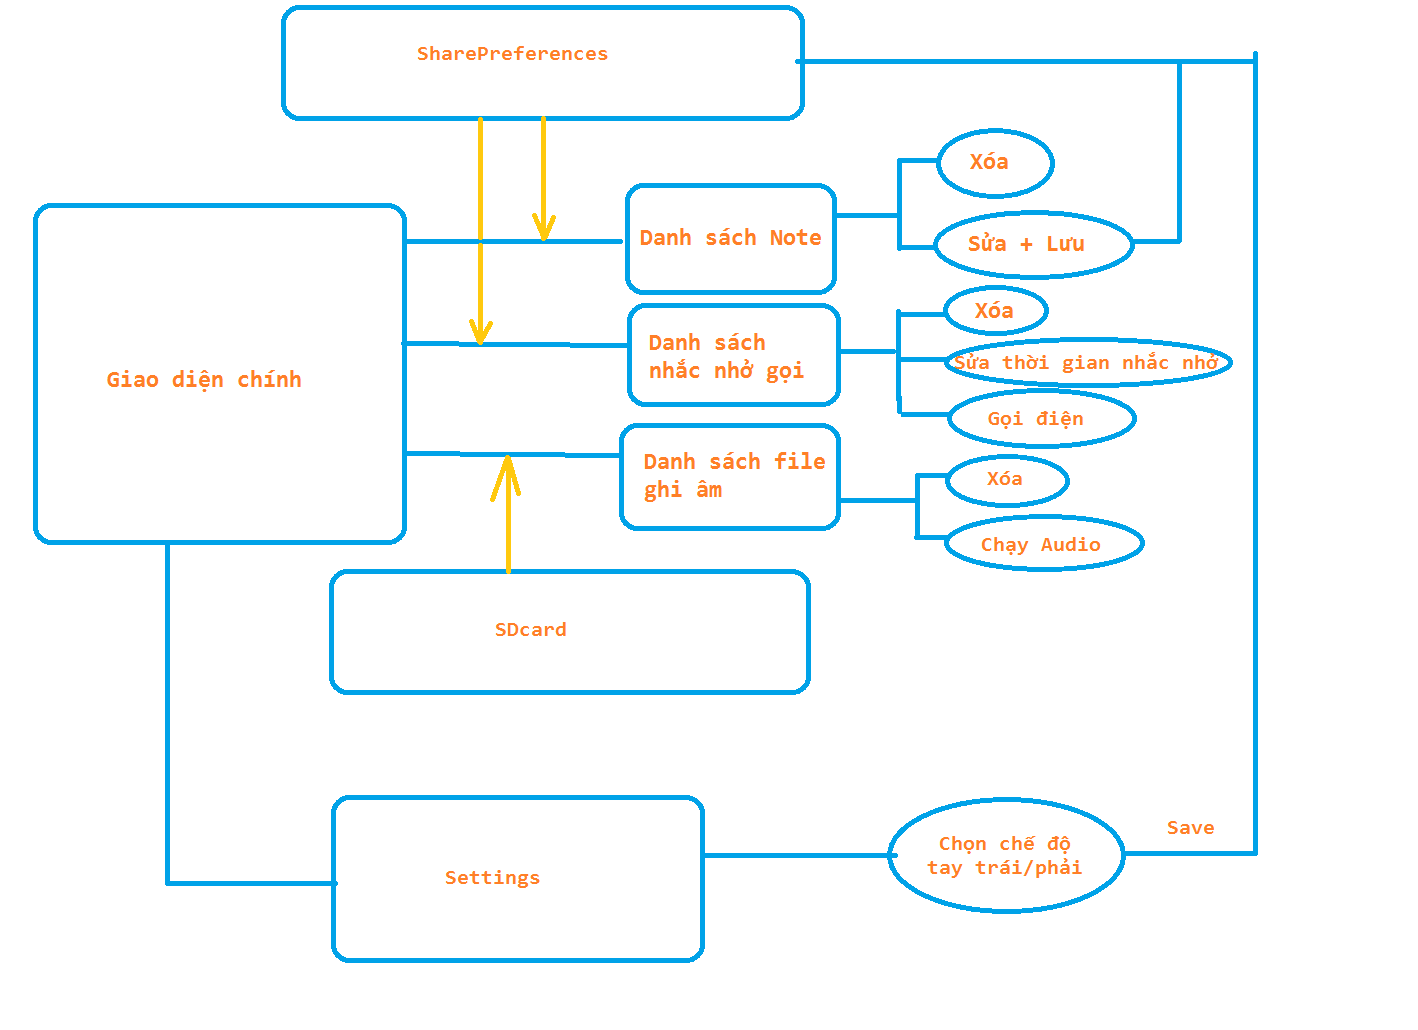 SharePreferences
Xóa
Danh sách Note
Sửa + Lưu
Xóa
Danh sách
nhắc nhở gọi
Sửa thời gian nhắc nhở
Giao diện chính
Gọi điện
Danh sách file
ghi âm
Xóa
Chạy Audio
SDcard
Save
Chọn chế độ
tay trái/phải
Settings